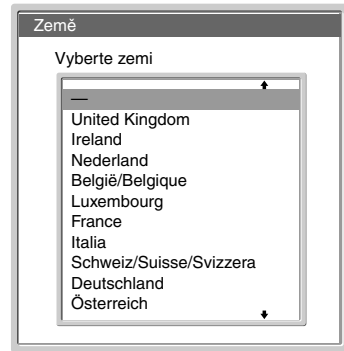 Země
Vyberte zemi
—
United Kingdom
Ireland
Nederland
België/Belgique
Luxembourg
France
Italia
Schweiz/Suisse/Svizzera
Deutschland
Österreich